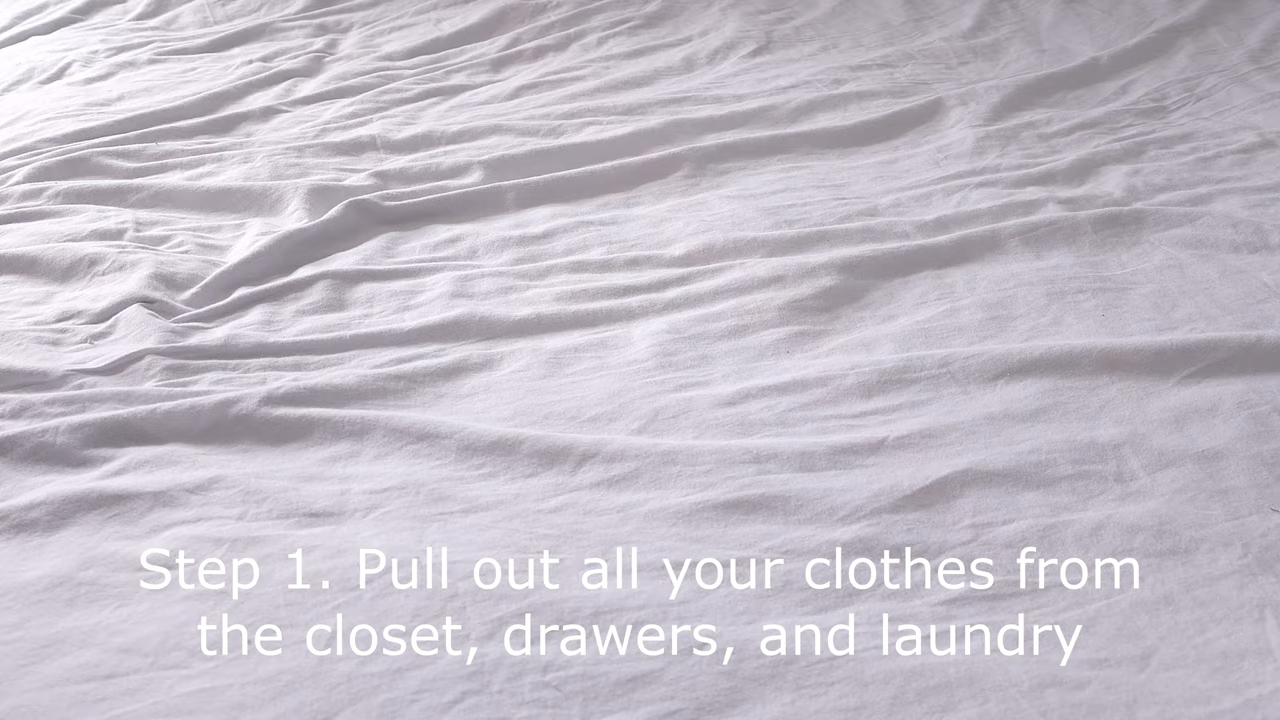 Step 1. Pull out all your clothes from
the closet, drawers, and laundry